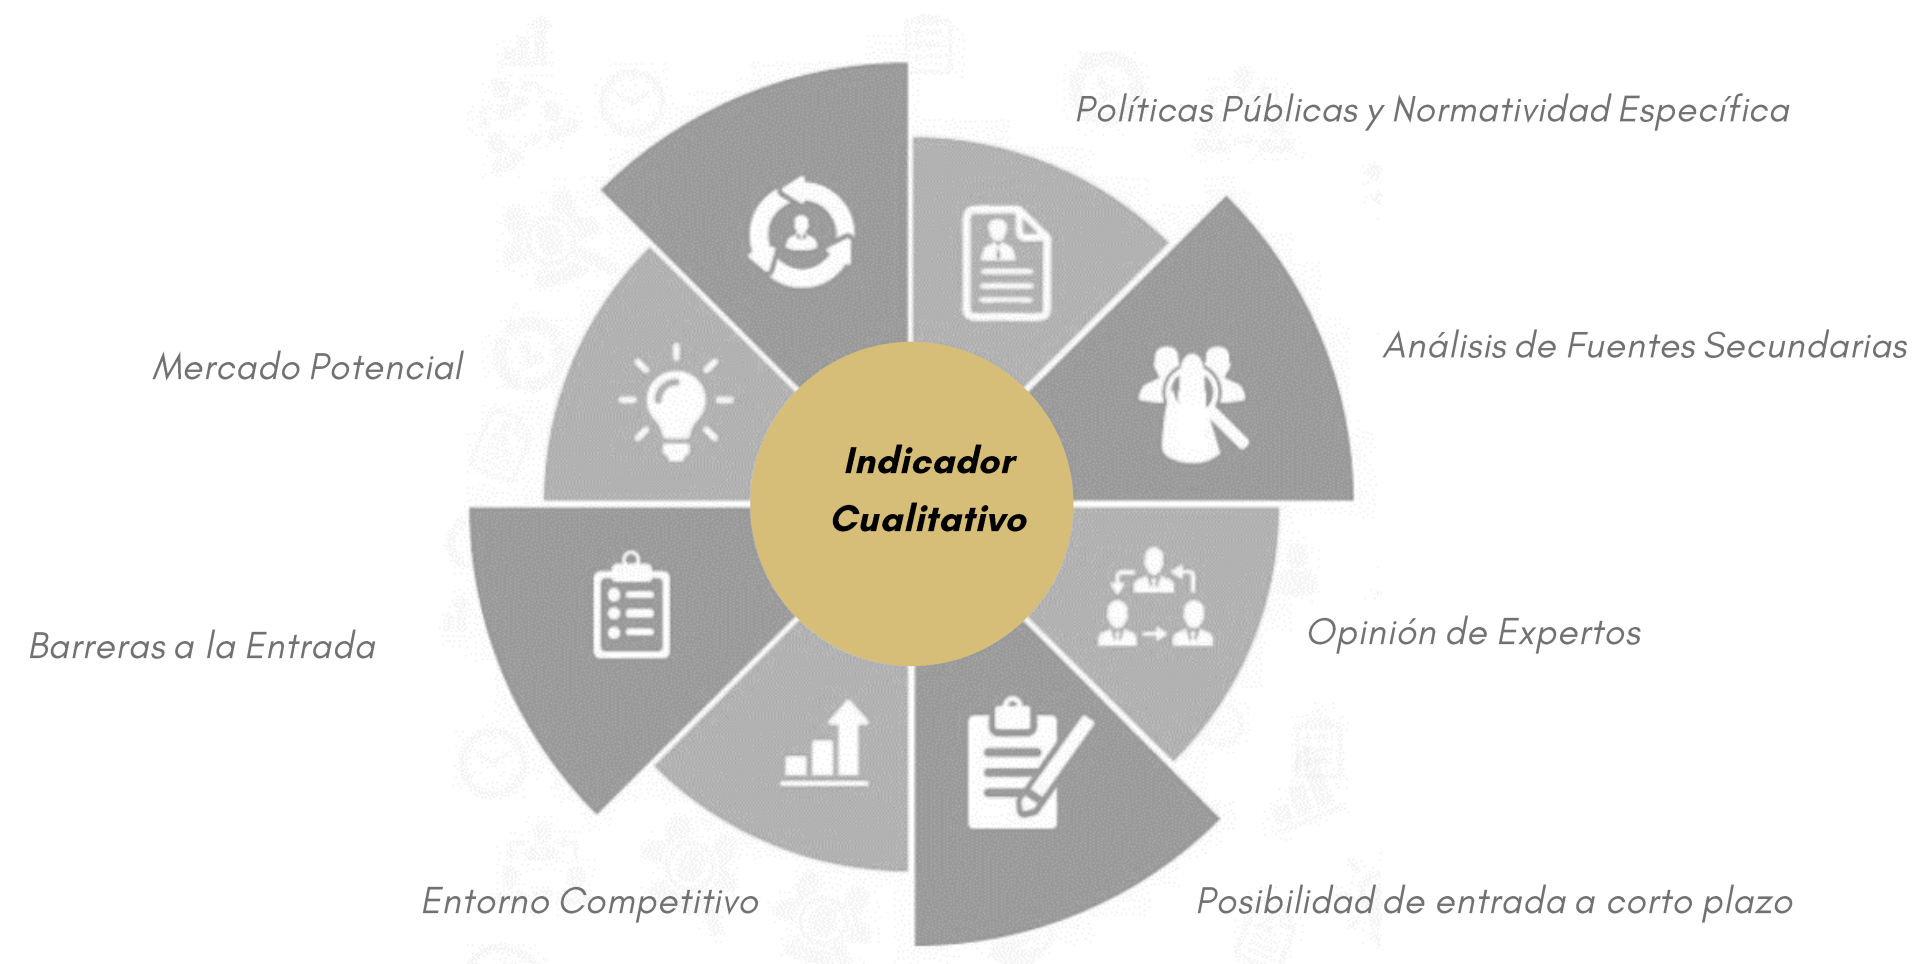 Políticas Públicas y Normatividad Específica
Análisis de Fuentes Secundarias
Mercado Potencial
Indicador
Cualitativo
Opinión de Expertos
Barreras a la Entrada
Entorno Competitivo
Posibilidad de entrada a corto plazo